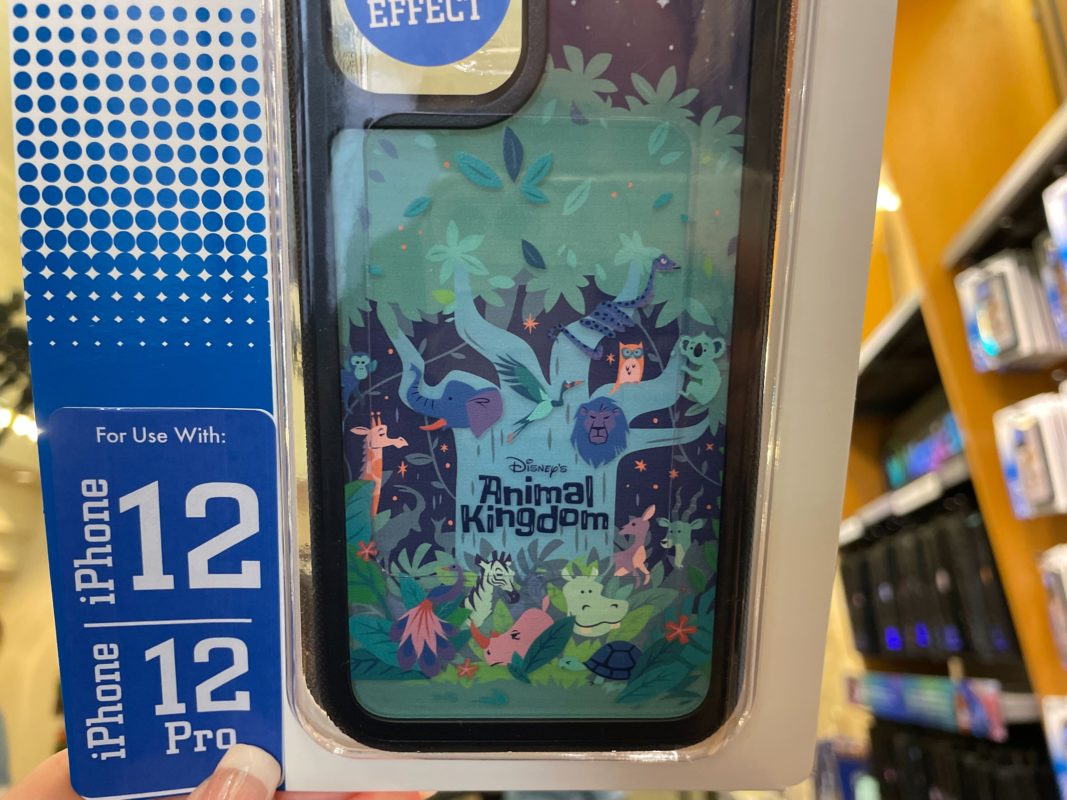 EFFECT
For Use With:
iPhone 12
iPhone 12 Pro
Disney's
Animal
Kingdom